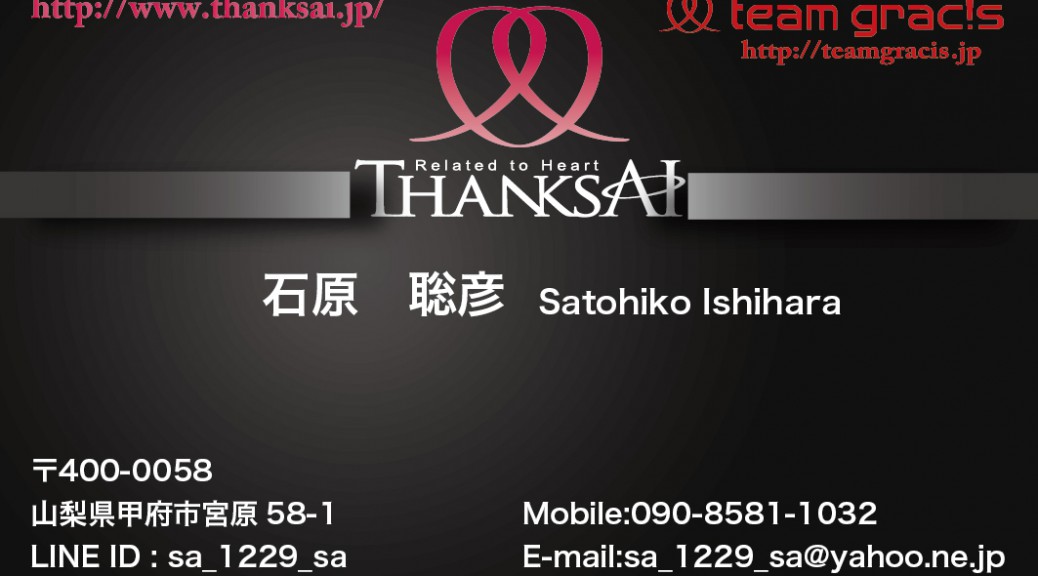 http://www.thanksai.jp/
team grac!s
http://teamgracis.jp
Related to Heart
THANKSAI
石原　聡彦 Satohiko Ishihara
〒400-0058
山梨県甲府市宮原 58-1
Mobile:090-8581-1032
LINE ID : sa_1229_sa
E-mail:sa_1229_sa@yahoo.ne.jp